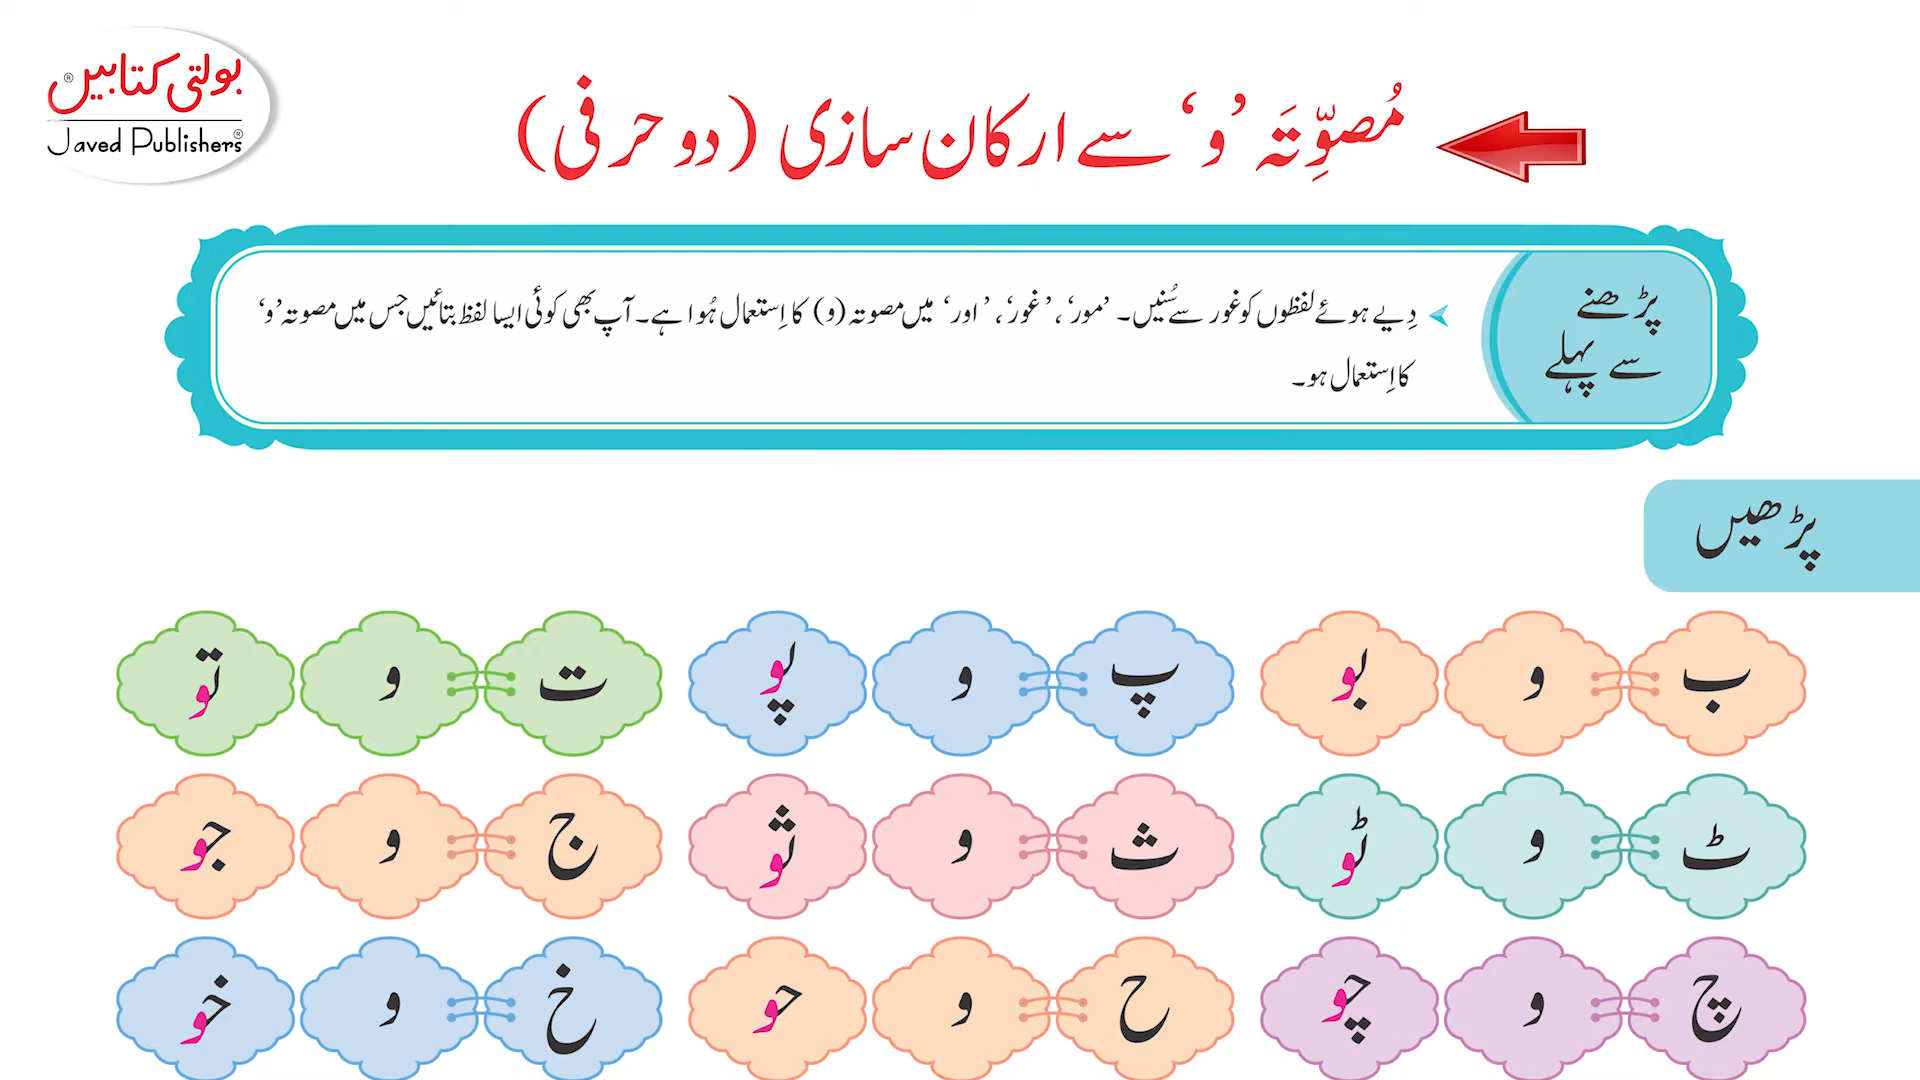 بولتی کتابیں®
Javed Publishers®
مُصوِّتَہ ’و‘ سے ارکان سازی (دو حرفی)
پڑھنے
سے پہلے
دِیے ہوئے لفظوں کو غور سے سُنیں۔ ’مور‘، ’غور‘، ’اور‘ میں مصوتہ (و) کا اِستعمال ہُوا ہے۔ آپ بھی کوئی ایسا لفظ بتائیں جس میں مصوتہ ’و‘
کا اِستعمال ہو۔
پڑھیں
ب و بو پ و پو ت و تو
ٹ و ٹو ث و ثو ج و جو
چ و چو ح و حو خ و خو